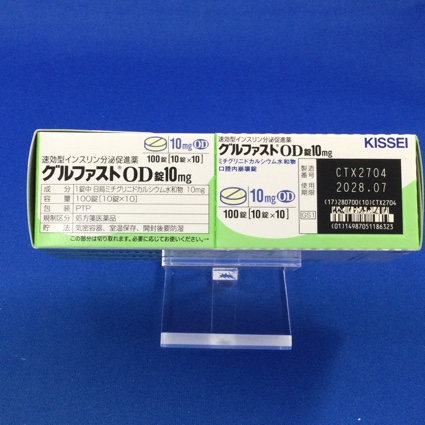 速効型インスリン分泌促進薬
10mg OD
100錠[10錠×10]
グルファスト®OD錠10mg
成分 1錠中 日局ミチグリニドカルシウム水和物 10mg
容量 100錠[10錠×10]
包装 PTP
規制区分 処方箋医薬品
貯法 気密容器、室温保存、開封後要防湿
この部分は切り取れます。必要に応じてお使いください。
速効型インスリン分泌促進薬
グルファスト®OD錠10mg
ミチグリニドカルシウム水和物
口腔内崩壊錠
10mg OD
100錠[10錠×10]
KISSEI
製造番号 CTX2704
使用期限 2028.07
GS1
(17)280700(10)CTX2704
(01)14987051186323